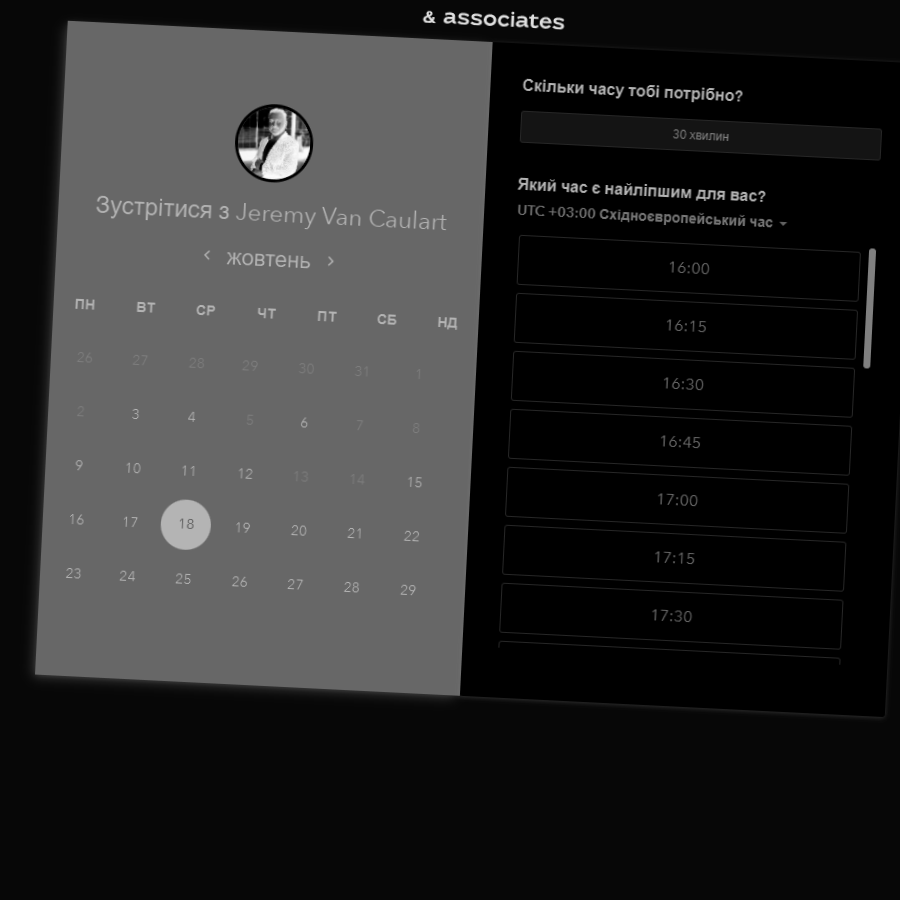 & associates
Зустрітися з Jeremy Van Caulart
жовтень
ПН ВТ СР ЧТ ПТ СБ НД
26 27 28 29 30 31 1
2 3 4 5 6 7 8
9 10 11 12 13 14 15
16 17 18 19 20 21 22
23 24 25 26 27 28 29
Скільки часу тобі потрібно?
30 хвилин
Який час є найліпшим для вас?
UTC +03:00 Східноєвропейський час
16:00
16:15
16:30
16:45
17:00
17:15
17:30